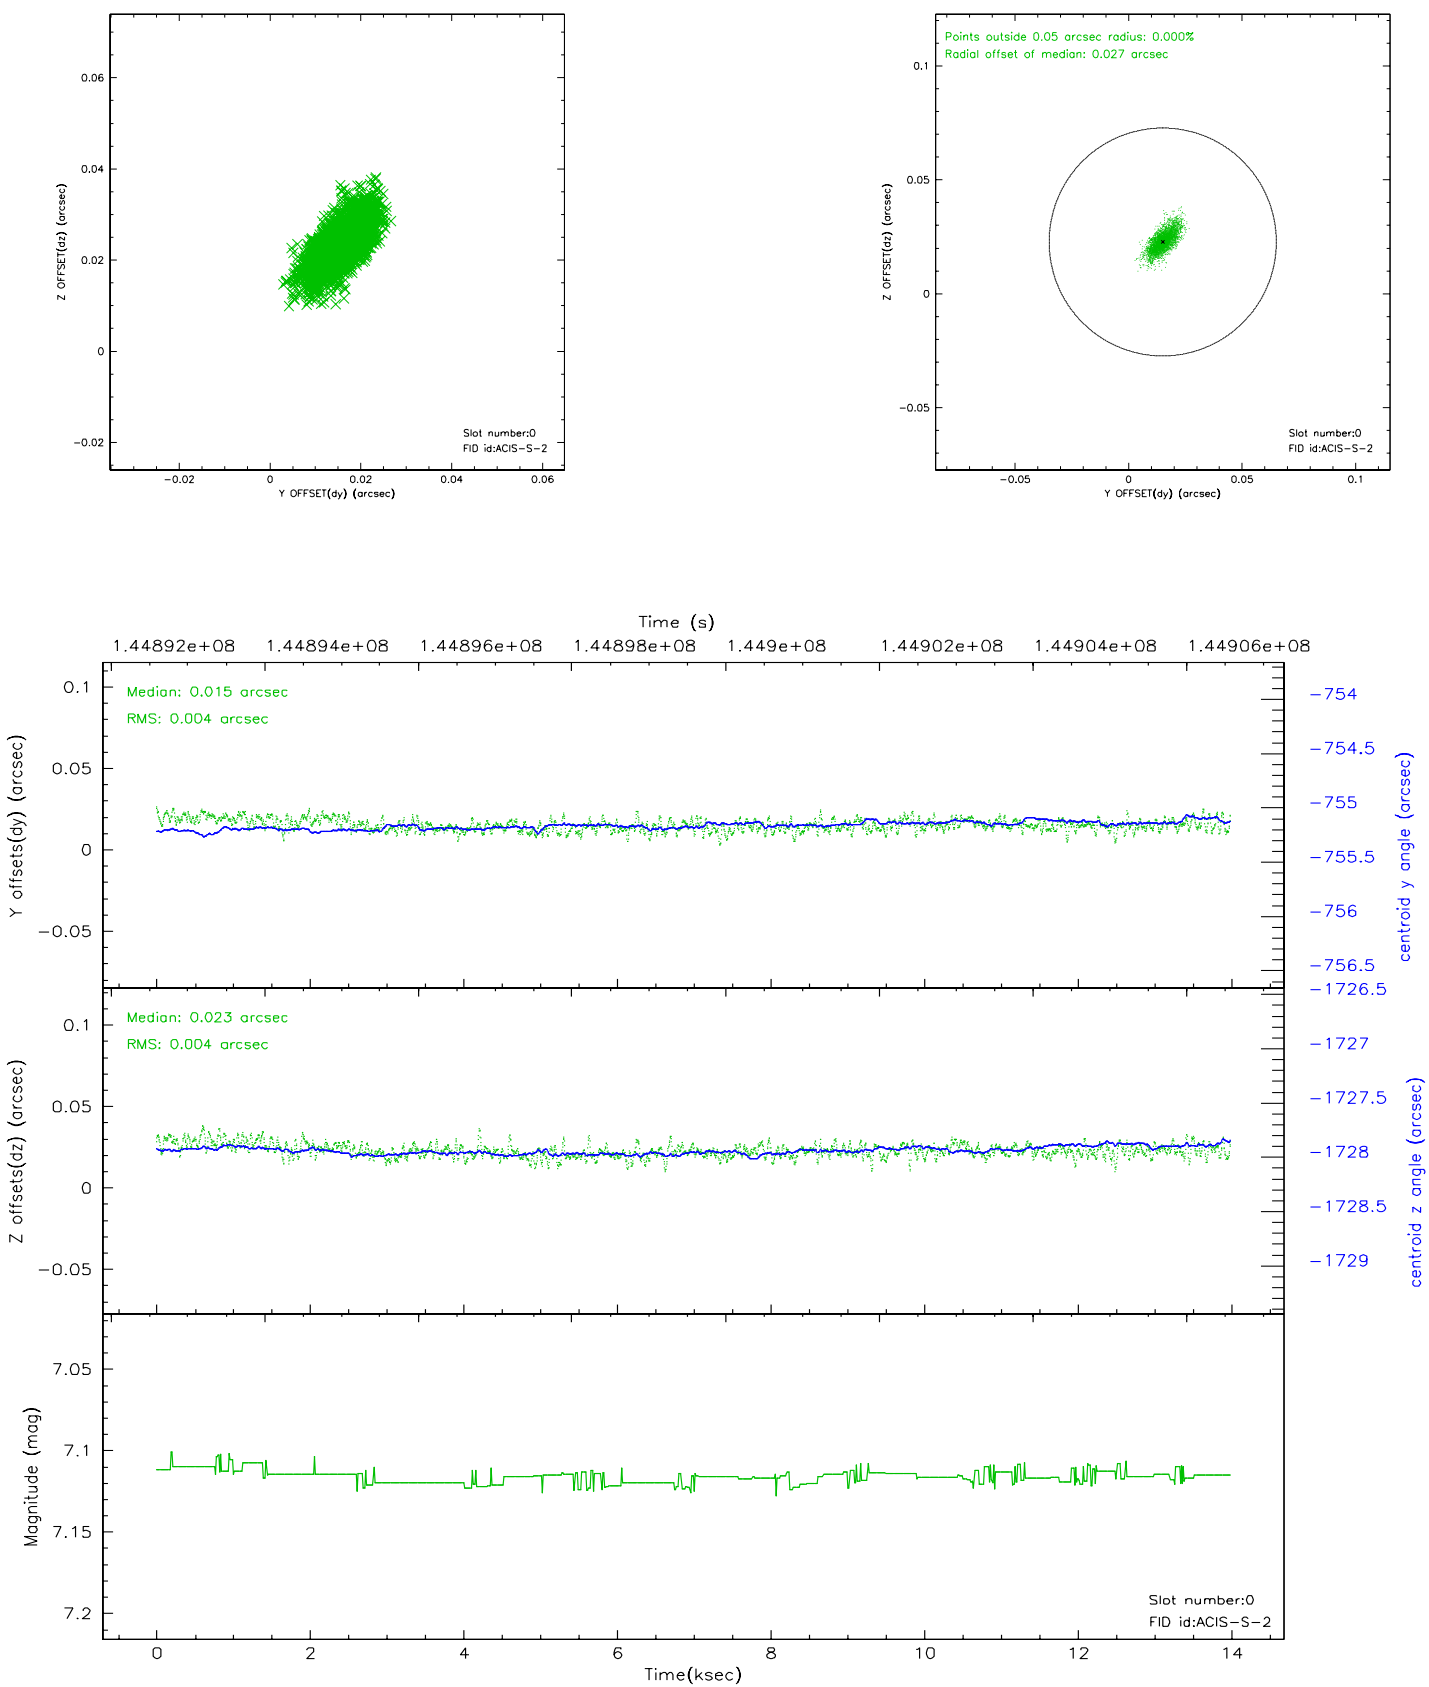 0.06
0.04
0.02
0
−0.02
−0.02
0
0.02
0.04
0.06
Z OFFSET(dz) (arcsec)
Y OFFSET(dy) (arcsec)
Slot number:0
FID id:ACIS−S−2
Points outside 0.05 arcsec radius: 0.000%
Radial offset of median: 0.027 arcsec
0.1
0.05
0
−0.05
−0.05
0
0.05
0.1
Z OFFSET(dz) (arcsec)
Y OFFSET(dy) (arcsec)
Slot number:0
FID id:ACIS−S−2
Time (s)
1.44892e+08 1.44894e+08 1.44896e+08 1.44898e+08 1.449e+08 1.44902e+08 1.44904e+08 1.44906e+08
Median: 0.015 arcsec
RMS: 0.004 arcsec
0.1
0.05
0
−0.05
Y offsets(dy) (arcsec)
−754
−754.5
−755
−755.5
−756
−756.5
centroid y angle (arcsec)
Median: 0.023 arcsec
RMS: 0.004 arcsec
0.1
0.05
0
−0.05
Z offsets(dz) (arcsec)
−1726.5
−1727
−1727.5
−1728
−1728.5
−1729
centroid z angle (arcsec)
7.05
7.1
7.15
7.2
Magnitude (mag)
Slot number:0
FID id:ACIS−S−2
0 2 4 6 8 10 12 14
Time(ksec)